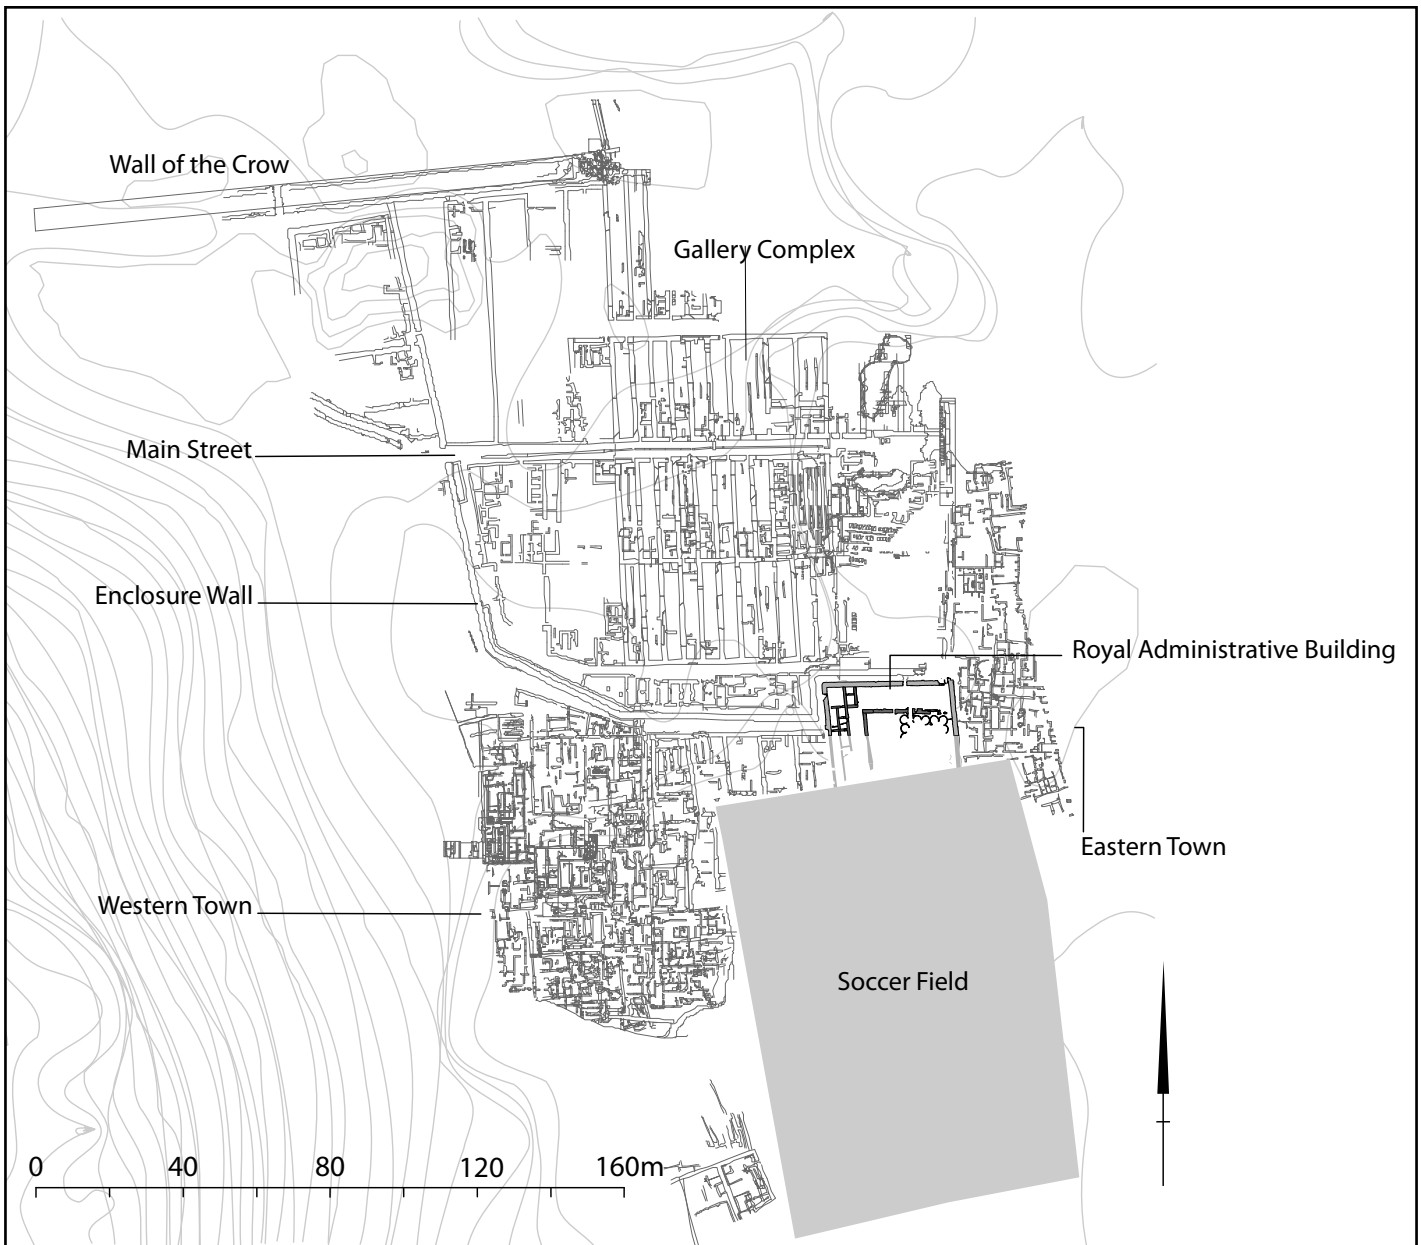 Wall of the Crow
Gallery Complex
Main Street
Enclosure Wall
Royal Administrative Building
Eastern Town
Western Town
Soccer Field
0 40 80 120 160m